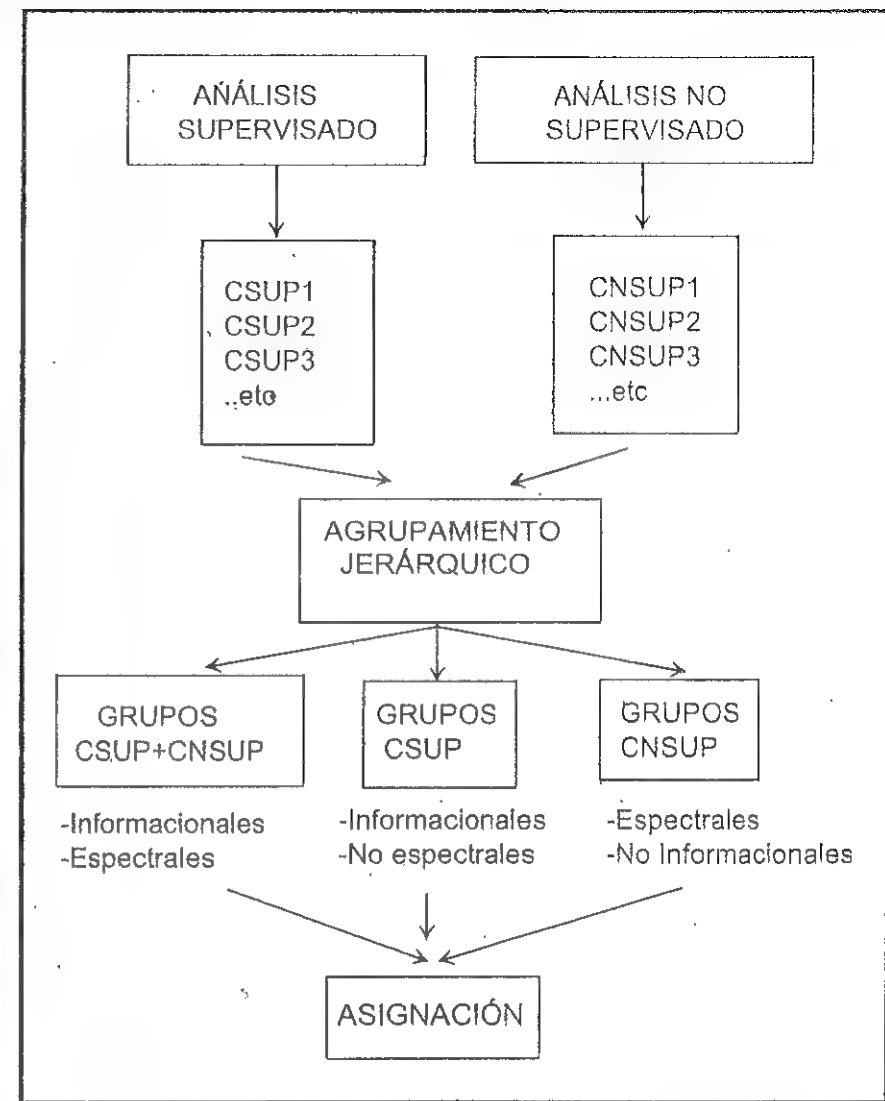 ANÁLISIS
SUPERVISADO
ANÁLISIS NO
SUPERVISADO
CSUP1
CSUP2
CSUP3
..etc
CNSUP1
CNSUP2
CNSUP3
...etc
AGRUPAMIENTO
JERÁRQUICO
GRUPOS
CSUP+CNSUP
GRUPOS
CSUP
GRUPOS
CNSUP
-Informacionales
-Espectrales
-Informacionales
-No espectrales
-Espectrales
-No Informacionales
ASIGNACIÓN